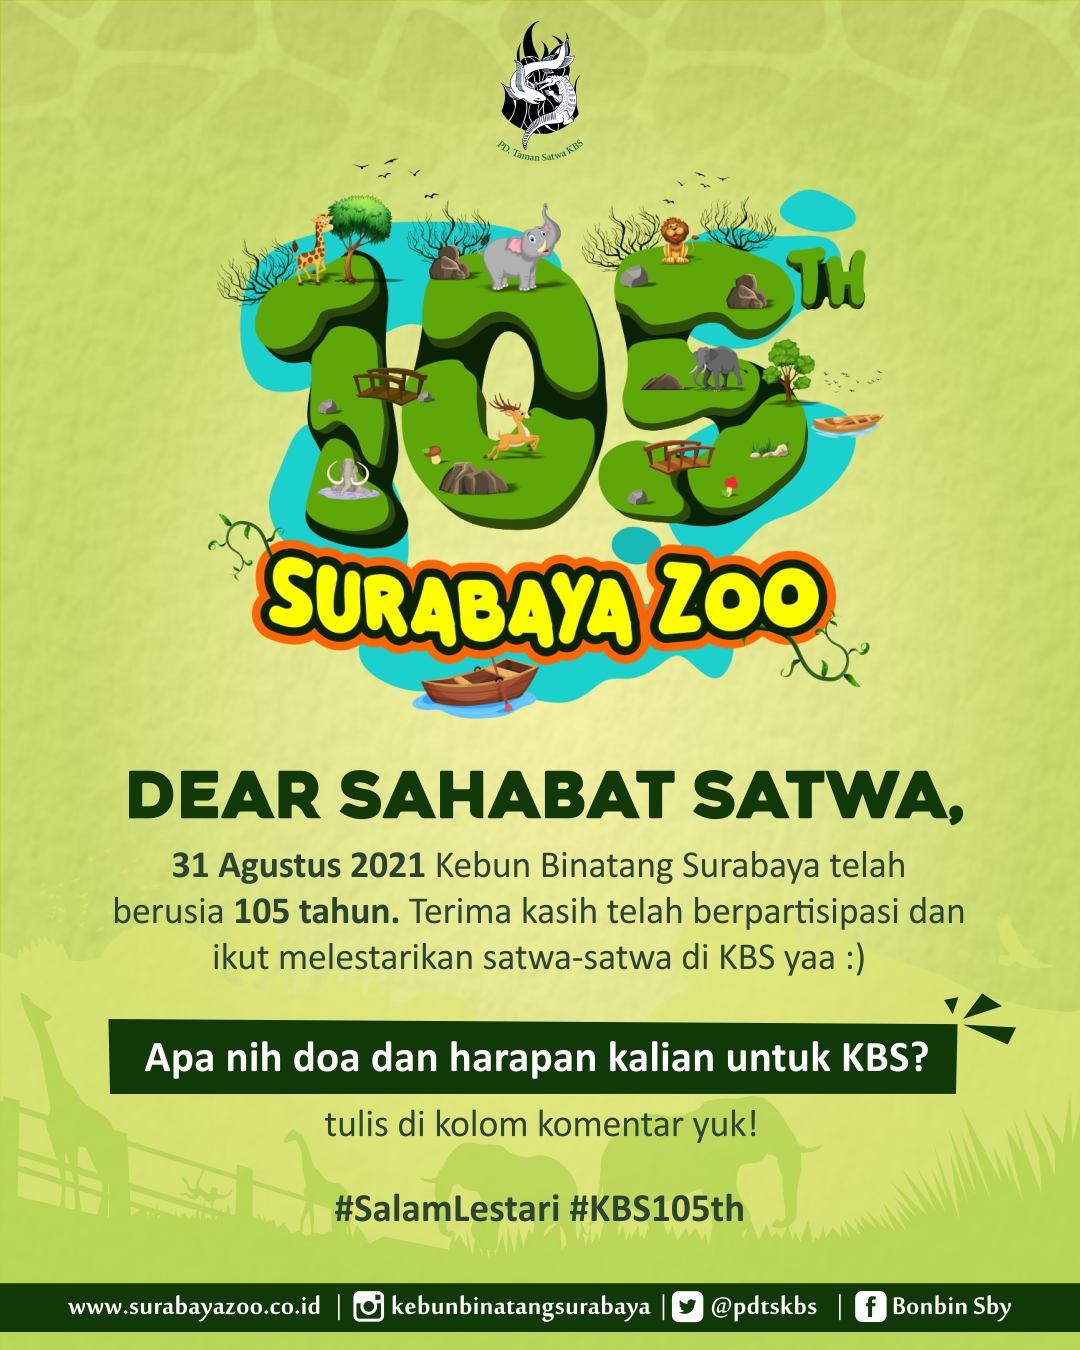 PD. Taman Satwa KBS
105TH
SURABAYA ZOO
DEAR SAHABAT SATWA,
31 Agustus 2021 Kebun Binatang Surabaya telah
berusia 105 tahun. Terima kasih telah berpartisipasi dan
ikut melestarikan satwa-satwa di KBS yaa :)
Apa nih doa dan harapan kalian untuk KBS?
tulis di kolom komentar yuk!
#SalamLestari #KBS105th
www.surabayazoo.co.id | kebunbinatangsurabaya | @pdtskbs | Bonbin Sby